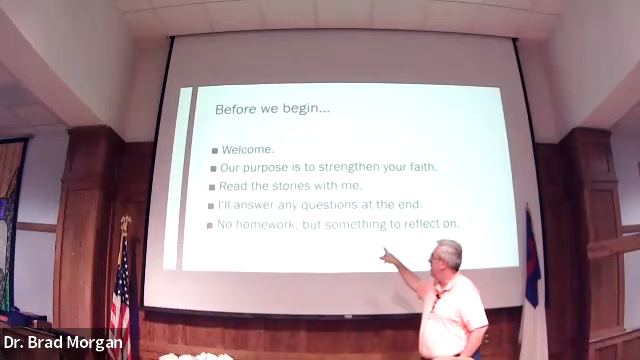 Before we begin...
Welcome.
Our purpose is to strengthen your faith.
Read the stories with me.
I'll answer any questions at the end.
No homework, but something to reflect on.
Dr. Brad Morgan